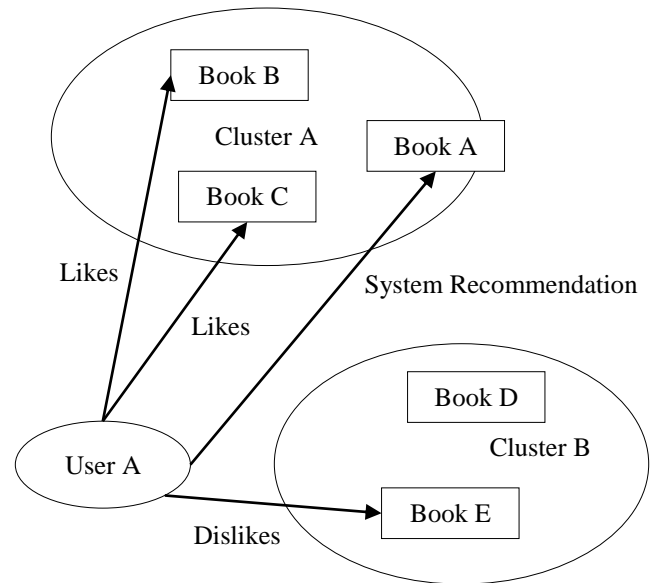 Book B
Cluster A
Book A
Book C
Likes
System Recommendation
Likes
Book D
Cluster B
User A
Book E
Dislikes